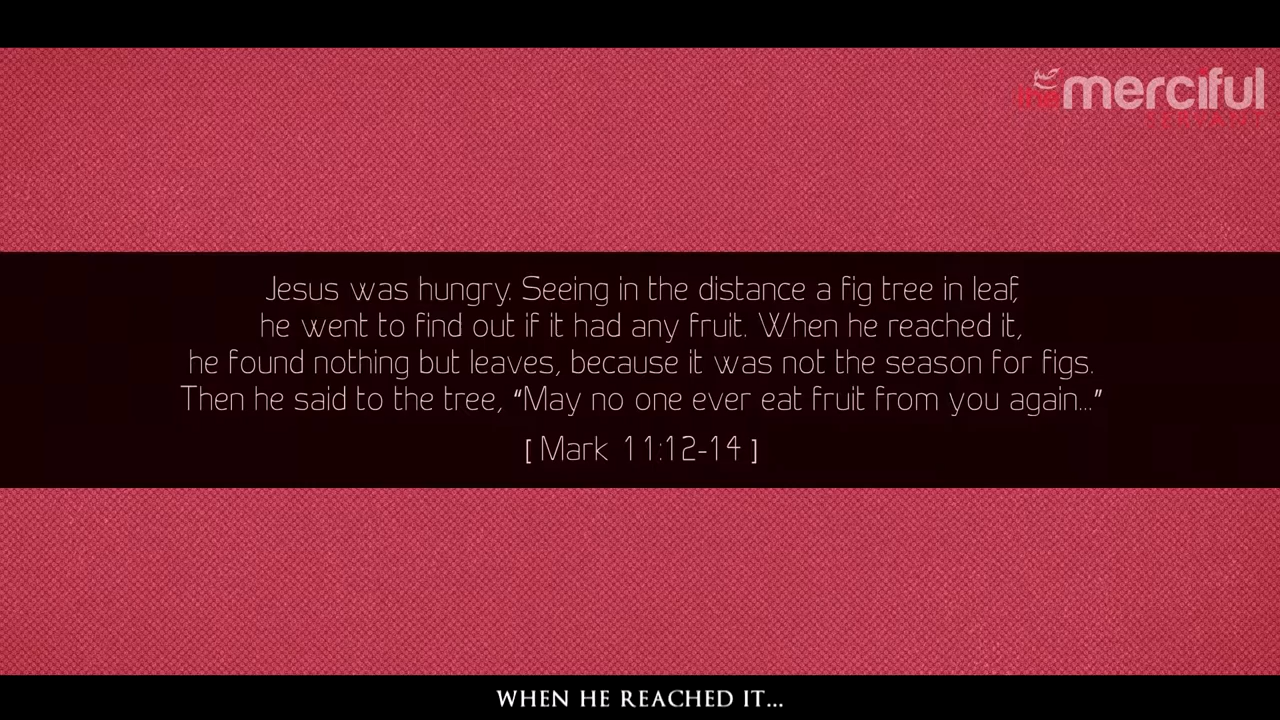 the merciful
SERVANT
Jesus was hungry. Seeing in the distance a fig tree in leaf,
he went to find out if it had any fruit. When he reached it,
he found nothing but leaves, because it was not the season for figs.
Then he said to the tree, “May no one ever eat fruit from you again...”
[ Mark 11:12-14 ]
WHEN HE REACHED IT...